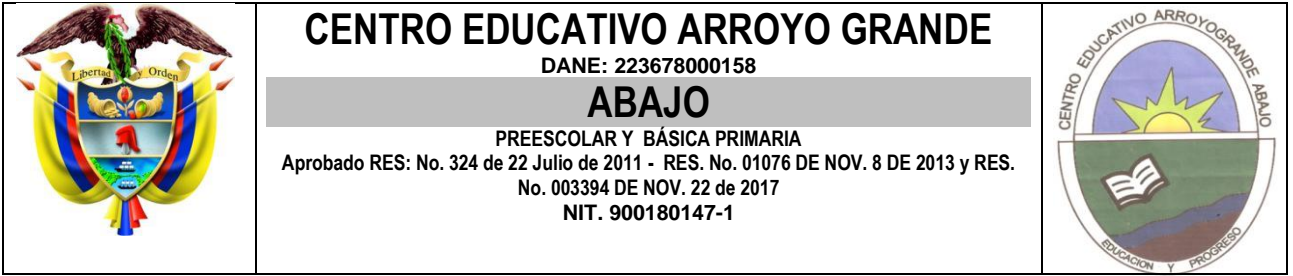 Libertad y Orden
CENTRO EDUCATIVO ARROYO GRANDE
DANE: 223678000158
ABAJO
PREESCOLAR Y BÁSICA PRIMARIA
Aprobado RES: No. 324 de 22 Julio de 2011 - RES. No. 01076 DE NOV. 8 DE 2013 y RES.
No. 003394 DE NOV. 22 de 2017
NIT. 900180147-1
CENTRO EDUCATIVO ARROYOGRANDE ABAJO
EDUCACION Y PROGRESO